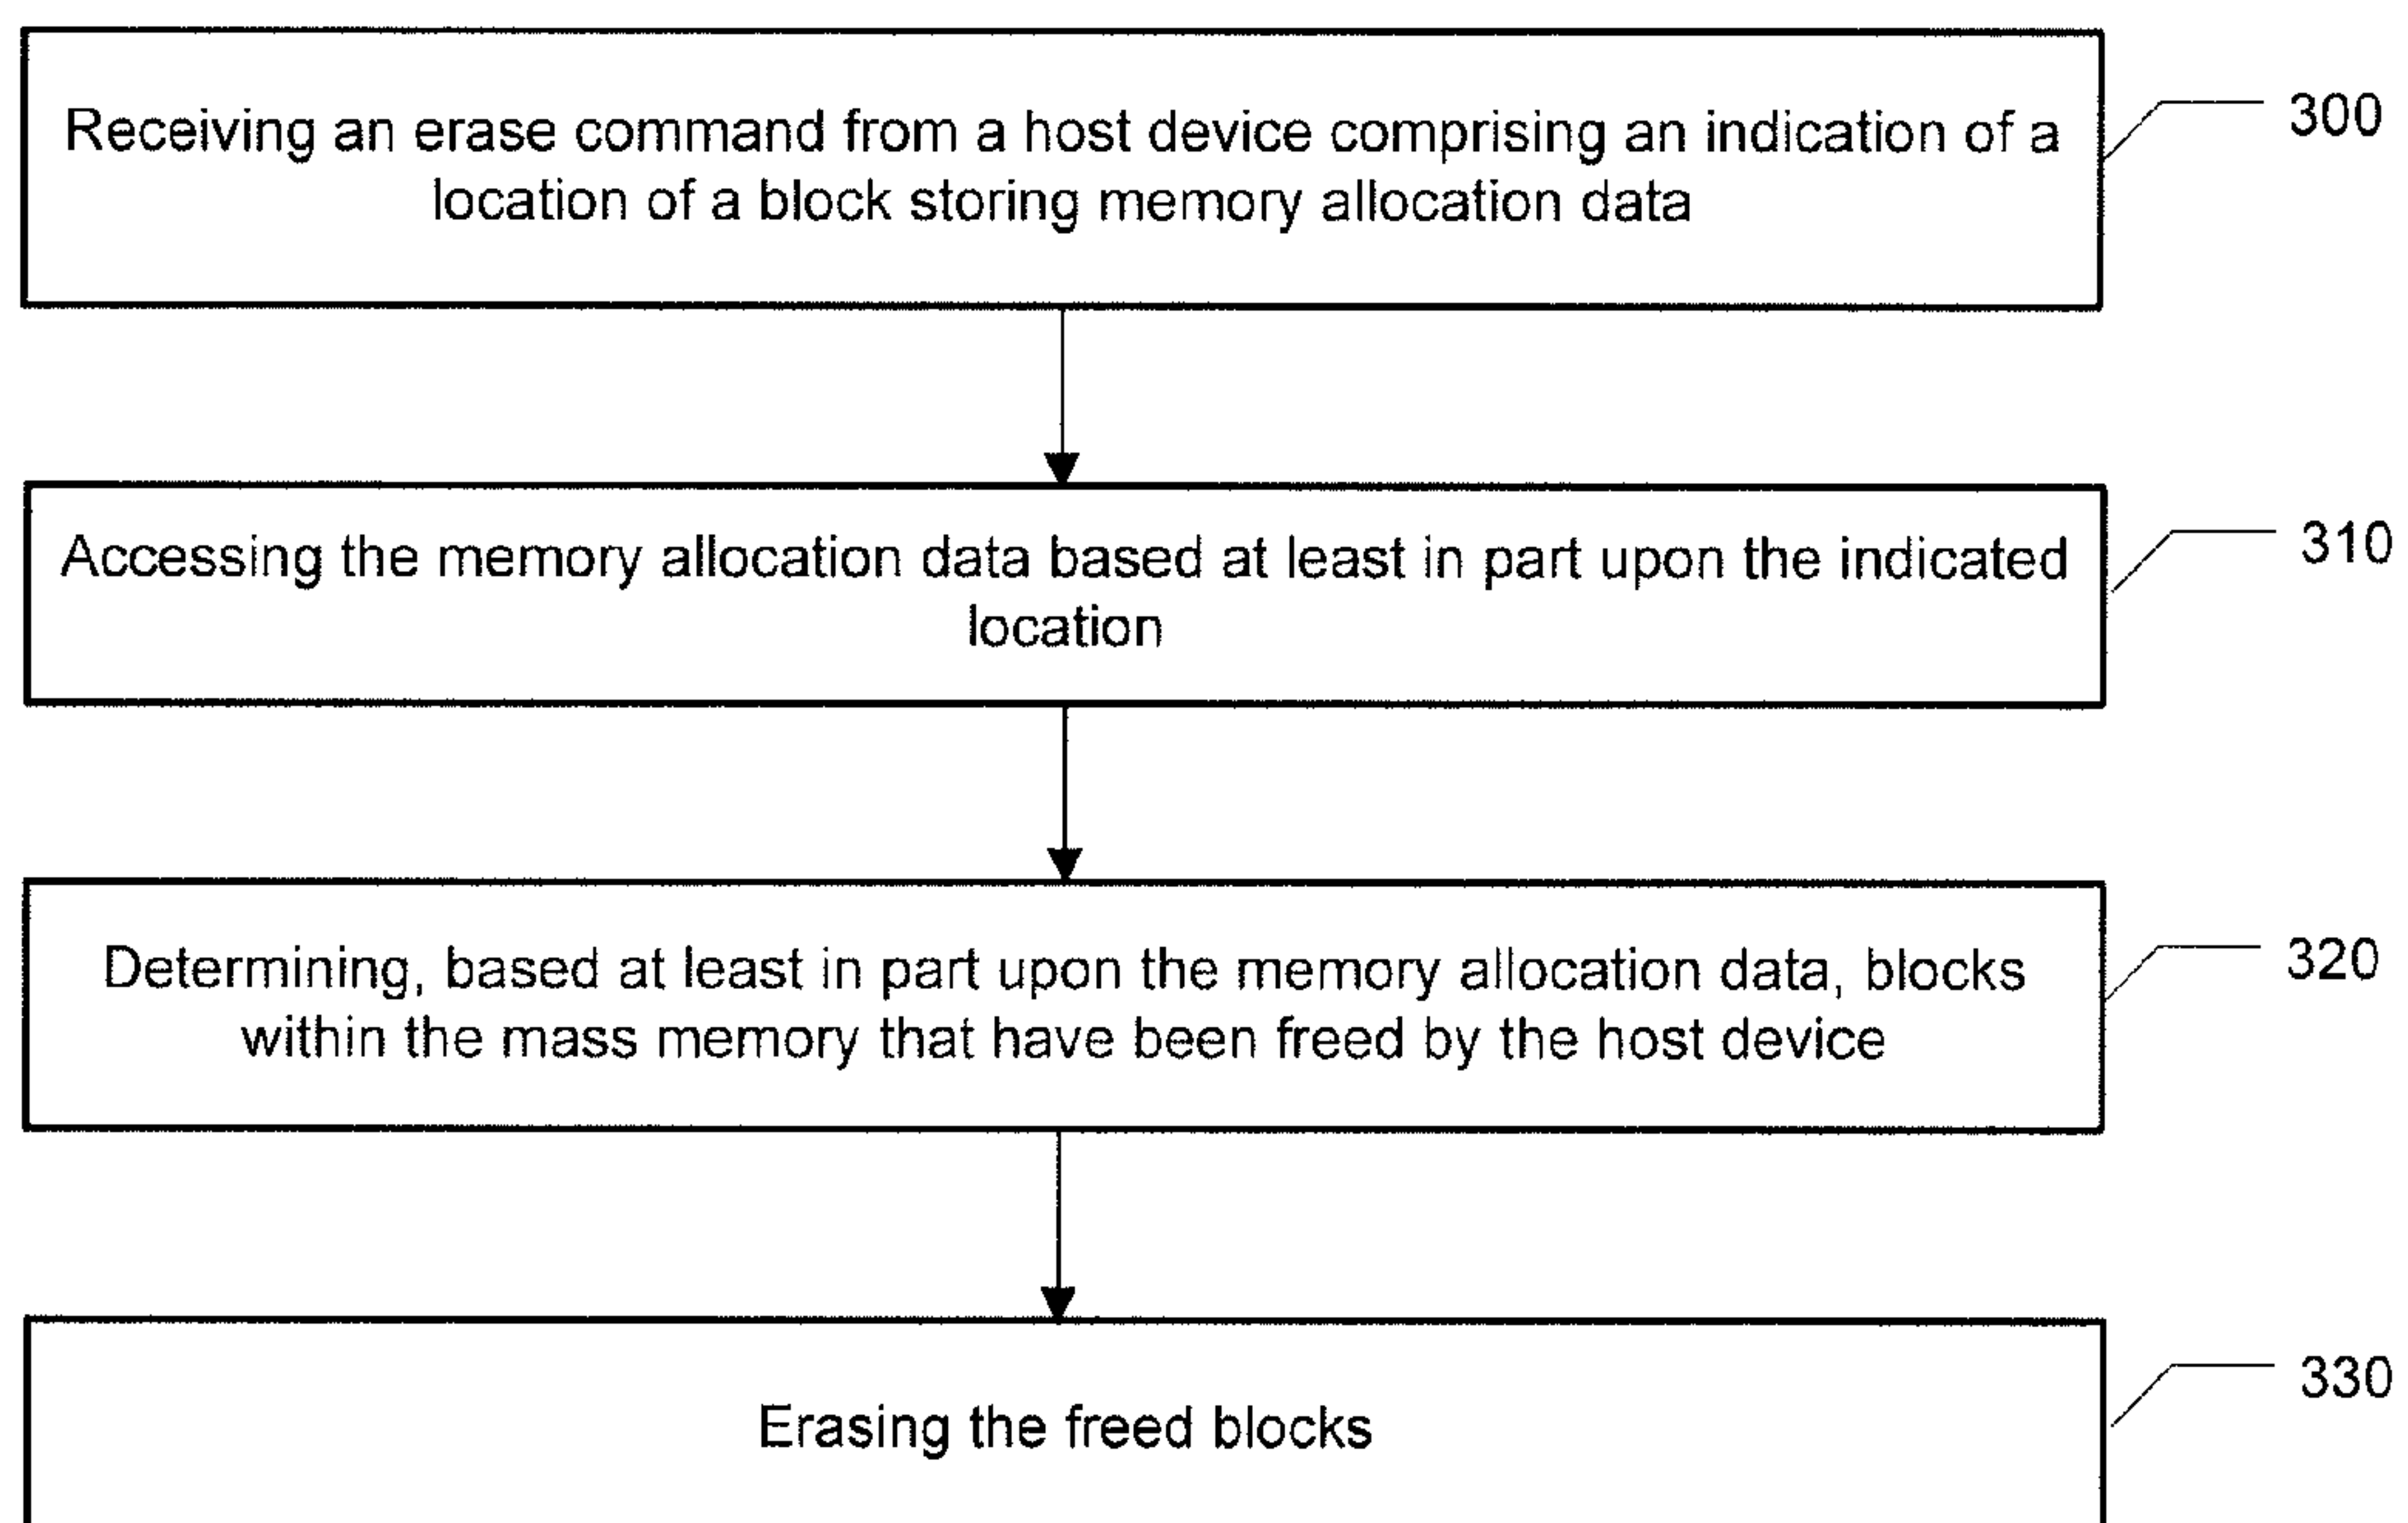 Receiving an erase command from a host device comprising an indication of a
location of a block storing memory allocation data
300
Accessing the memory allocation data based at least in part upon the indicated
location
310
Determining, based at least in part upon the memory allocation data, blocks
within the mass memory that have been freed by the host device
320
Erasing the freed blocks
330